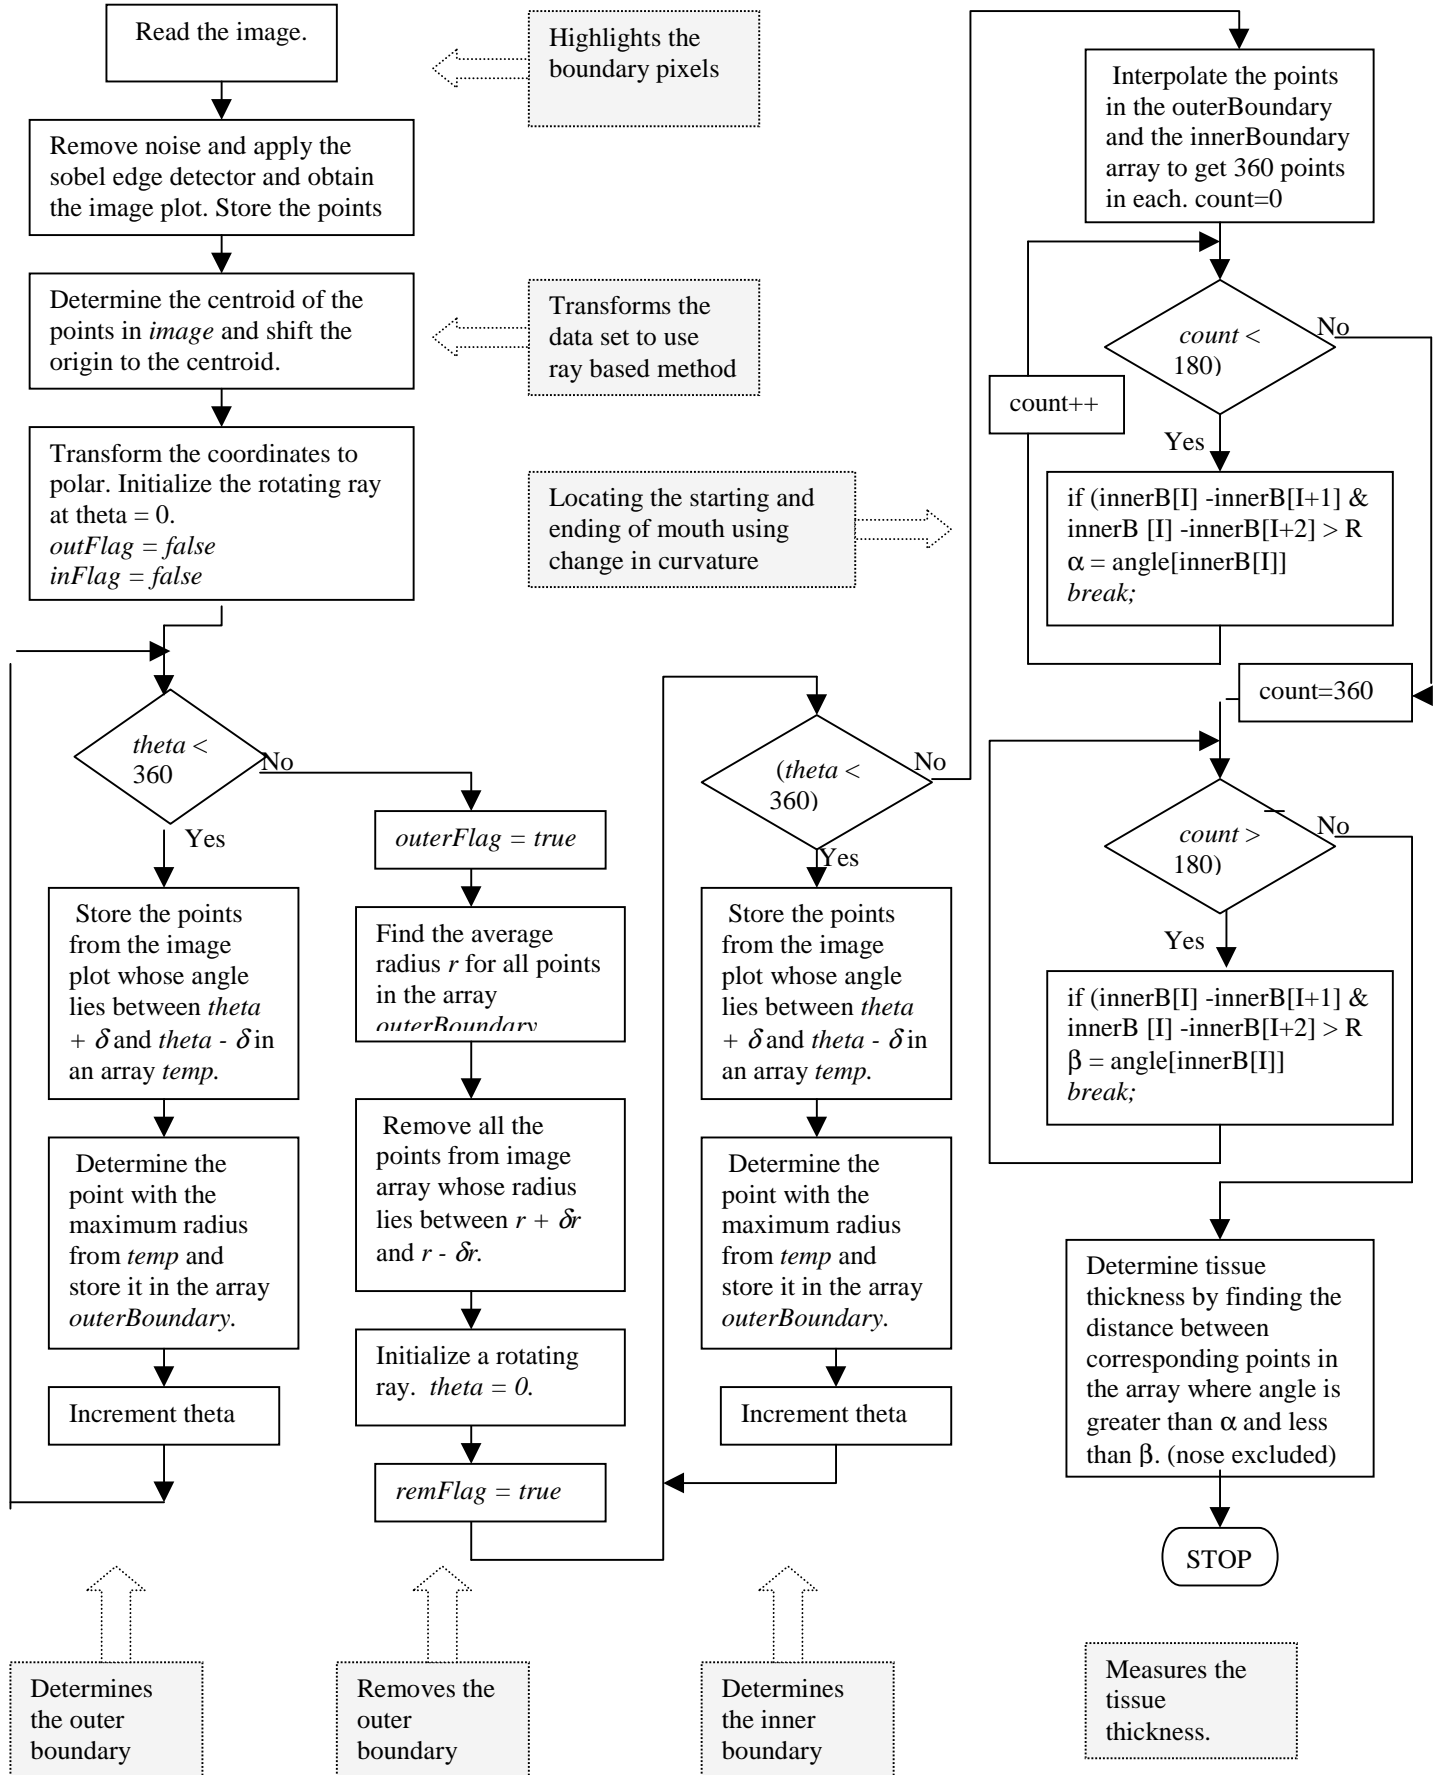 Read the image.
Highlights the
boundary pixels
Remove noise and apply the
sobel edge detector and obtain
the image plot. Store the points
Determine the centroid of the
points in image and shift the
origin to the centroid.
Transforms the
data set to use
ray based method
Transform the coordinates to
polar. Initialize the rotating ray
at theta = 0.
outFlag = false
inFlag = false
Locating the starting and
ending of mouth using
change in curvature
theta <
360
No
Yes
Store the points
from the image
plot whose angle
lies between theta
+ δ and theta - δ in
an array temp.
Determine the
point with the
maximum radius
from temp and
store it in the array
outerBoundary.
Increment theta
Determines
the outer
boundary
outerFlag = true
Find the average
radius r for all points
in the array
outerBoundary
Remove all the
points from image
array whose radius
lies between r + δr
and r - δr.
Initialize a rotating
ray. theta = 0.
remFlag = true
Removes the
outer
boundary
(theta <
360)
No
Yes
Store the points
from the image
plot whose angle
lies between theta
+ δ and theta - δ in
an array temp.
Determine the
point with the
maximum radius
from temp and
store it in the array
outerBoundary.
Increment theta
Determines
the inner
boundary
Interpolate the points
in the outerBoundary
and the innerBoundary
array to get 360 points
in each. count=0
count <
180)
No
count++
Yes
if (innerB[I] -innerB[I+1] &
innerB [I] -innerB[I+2] > R
α = angle[innerB[I]]
break;
count=360
count >
180)
No
Yes
if (innerB[I] -innerB[I+1] &
innerB [I] -innerB[I+2] > R
β = angle[innerB[I]]
break;
Determine tissue
thickness by finding the
distance between
corresponding points in
the array where angle is
greater than α and less
than β. (nose excluded)
STOP
Measures the
tissue
thickness.